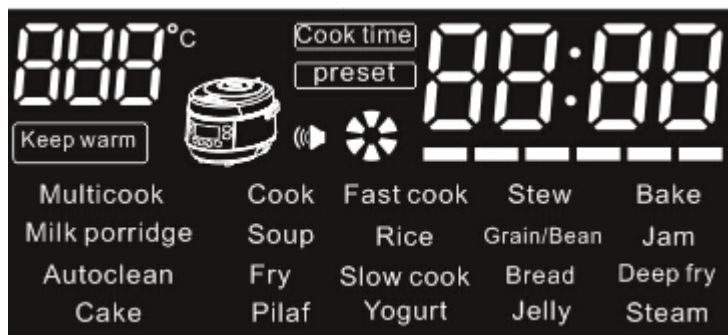 888°C Cook time 88:88
preset
Keep warm
Multicook Cook Fast cook Stew Bake
Milk porridge Soup Rice Grain/Bean Jam
Autoclean Fry Slow cook Bread Deep fry
Cake Pilaf Yogurt Jelly Steam